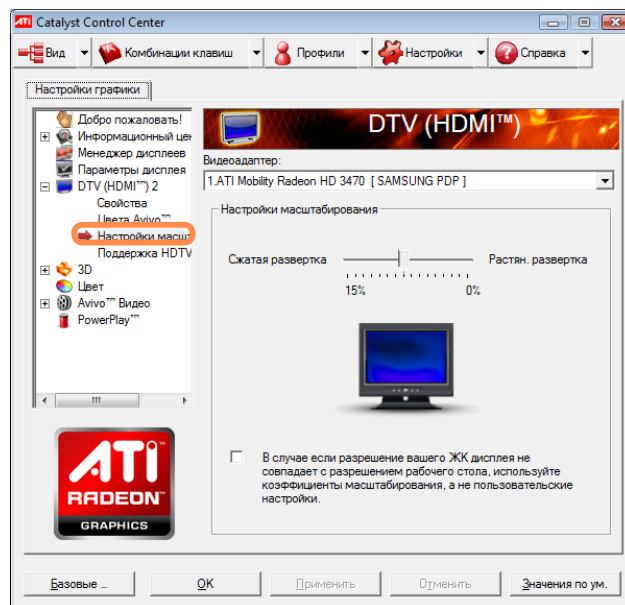 ATI Catalyst Control Center
Вид Комбинации клавиш Профили Настройки Справка
Настройки графики
Добро пожаловать!
Информационный цен
Менеджер дисплеев
Параметры дисплея
DTV (HDMI™) 2
Свойства
Цвета Avivo™
Настройки масшт
Поддержка HDTV
3D
Цвет
Avivo™ Видео
PowerPlay™
ATI
RADEON
GRAPHICS
DTV (HDMI™)
Видеоадаптер:
1.ATI Mobility Radeon HD 3470 [ SAMSUNG PDP ]
Настройки масштабирования
Сжатая развертка Растян. развертка
15% 0%
В случае если разрешение вашего ЖК дисплея не
совпадает с разрешением рабочего стола, используйте
коэффициенты масштабирования, а не пользовательские
настройки.
Базовые ... OK Применить Отменить Значения по ум.